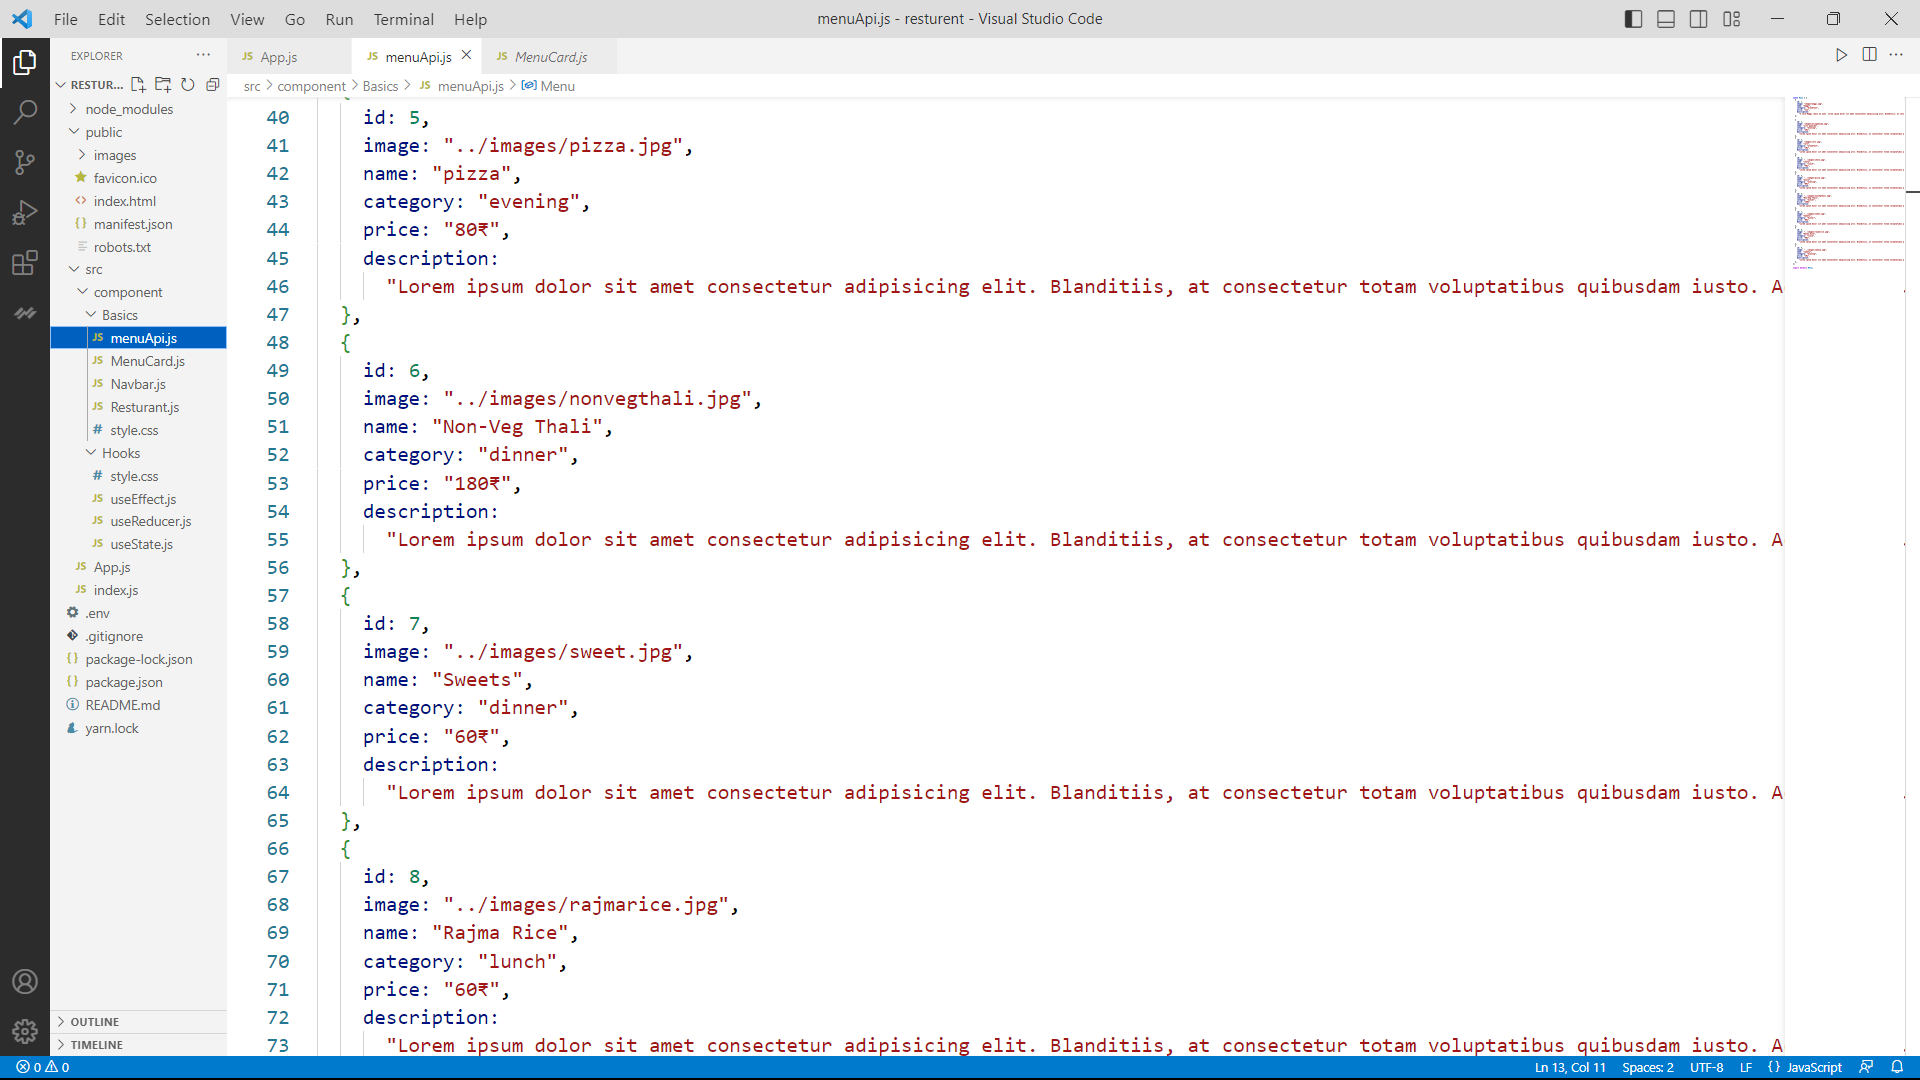 File Edit Selection View Go Run Terminal Help
menuApi.js - resturent - Visual Studio Code
EXPLORER
RESTUR...
node_modules
public
images
favicon.ico
index.html
manifest.json
robots.txt
src
component
Basics
menuApi.js
MenuCard.js
Navbar.js
Resturant.js
style.css
Hooks
style.css
useEffect.js
useReducer.js
useState.js
App.js
index.js
.env
.gitignore
package-lock.json
package.json
README.md
yarn.lock
OUTLINE
TIMELINE
JS App.js JS menuApi.js JS MenuCard.js
src > component > Basics > JS menuApi.js > Menu
40 id: 5,
41 image: "../images/pizza.jpg",
42 name: "pizza",
43 category: "evening",
44 price: "80₹",
45 description:
46 "Lorem ipsum dolor sit amet consectetur adipisicing elit. Blanditiis, at consectetur totam voluptatibus quibusdam iusto. A
47 },
48 {
49 id: 6,
50 image: "../images/nonvegthali.jpg",
51 name: "Non-Veg Thali",
52 category: "dinner",
53 price: "180₹",
54 description:
55 "Lorem ipsum dolor sit amet consectetur adipisicing elit. Blanditiis, at consectetur totam voluptatibus quibusdam iusto. A
56 },
57 {
58 id: 7,
59 image: "../images/sweet.jpg",
60 name: "Sweets",
61 category: "dinner",
62 price: "60₹",
63 description:
64 "Lorem ipsum dolor sit amet consectetur adipisicing elit. Blanditiis, at consectetur totam voluptatibus quibusdam iusto. A
65 },
66 {
67 id: 8,
68 image: "../images/rajmarice.jpg",
69 name: "Rajma Rice",
70 category: "lunch",
71 price: "60₹",
72 description:
73 "Lorem ipsum dolor sit amet consectetur adipisicing elit. Blanditiis, at consectetur totam voluptatibus quibusdam iusto. A
0 0
Ln 13, Col 11 Spaces: 2 UTF-8 LF {} JavaScript